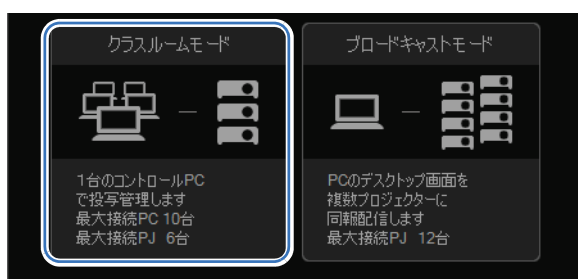 クラスルームモード
1台のコントロールPC
で投写管理します
最大接続PC 10台
最大接続PJ 6台
ブロードキャストモード
PCのデスクトップ画面を
複数プロジェクターに
同報配信します
最大接続PJ 12台